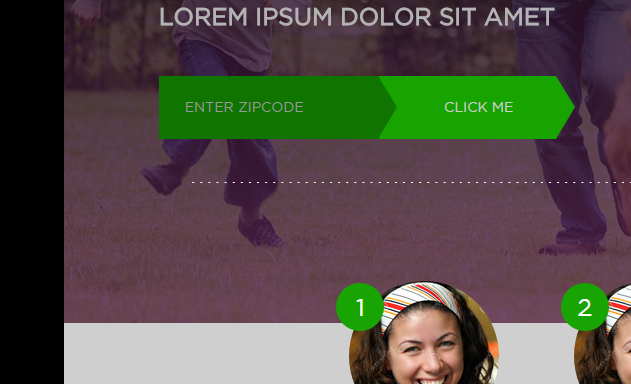 LOREM IPSUM DOLOR SIT AMET
ENTER ZIPCODE
CLICK ME
1
2